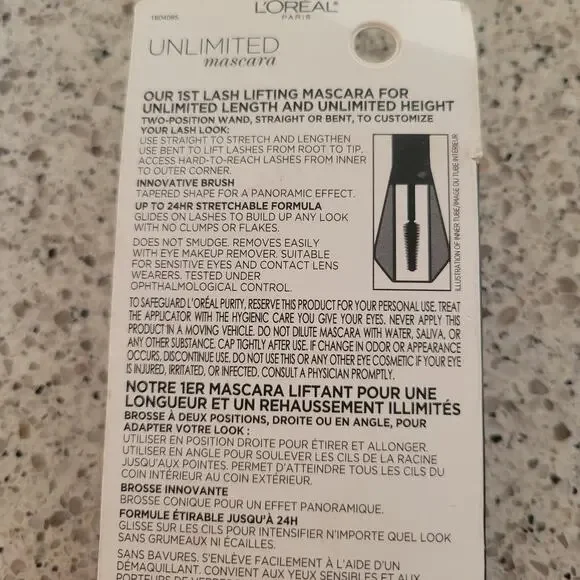 L'ORÉAL
PARIS
UNLIMITED
mascara
OUR 1ST LASH LIFTING MASCARA FOR
UNLIMITED LENGTH AND UNLIMITED HEIGHT
TWO-POSITION WAND, STRAIGHT OR BENT, TO CUSTOMIZE
YOUR LASH LOOK:
USE STRAIGHT TO STRETCH AND LENGTHEN
USE BENT TO LIFT LASHES FROM ROOT TO TIP.
ACCESS HARD-TO-REACH LASHES FROM INNER
TO OUTER CORNER.
INNOVATIVE BRUSH
TAPERED SHAPE FOR A PANORAMIC EFFECT.
UP TO 24HR STRETCHABLE FORMULA
GLIDES ON LASHES TO BUILD UP ANY LOOK
WITH NO CLUMPS OR FLAKES.
DOES NOT SMUDGE. REMOVES EASILY
WITH EYE MAKEUP REMOVER. SUITABLE
FOR SENSITIVE EYES AND CONTACT LENS
WEARERS. TESTED UNDER
OPHTHALMOLOGICAL CONTROL.
ILLUSTRATION OF INNER TUBE/IMAGE DU TUBE INTÉRIEUR
TO SAFEGUARD L'ORÉAL PURITY, RESERVE THIS PRODUCT FOR YOUR PERSONAL USE. TREAT
THE APPLICATOR WITH THE HYGIENIC CARE YOU GIVE YOUR EYES. NEVER APPLY THIS
PRODUCT IN A MOVING VEHICLE. DO NOT DILUTE MASCARA WITH WATER, SALIVA, OR
ANY OTHER SUBSTANCE. CAP TIGHTLY AFTER USE. IF CHANGE IN ODOR OR APPEARANCE
OCCURS, DISCONTINUE USE. DO NOT USE THIS OR ANY OTHER EYE COSMETIC IF YOUR EYE
IS INJURED, IRRITATED, OR INFECTED. CONSULT A PHYSICIAN PROMPTLY.
NOTRE 1ER MASCARA LIFTANT POUR UNE
LONGUEUR ET UN REHAUSSEMENT ILLIMITÉS
BROSSE À DEUX POSITIONS, DROITE OU EN ANGLE, POUR
ADAPTER VOTRE LOOK :
UTILISER EN POSITION DROITE POUR ÉTIRER ET ALLONGER.
UTILISER EN ANGLE POUR SOULEVER LES CILS DE LA RACINE
JUSQU'AUX POINTES. PERMET D'ATTEINDRE TOUS LES CILS DU
COIN INTÉRIEUR AU COIN EXTÉRIEUR.
BROSSE INNOVANTE
BROSSE CONIQUE POUR UN EFFET PANORAMIQUE.
FORMULE ÉTIRABLE JUSQU'À 24H
GLISSE SUR LES CILS POUR INTENSIFIER N'IMPORTE QUEL LOOK
SANS GRUMEAUX NI ÉCAILLES.
SANS BAVURES. S'ENLÈVE FACILEMENT À L'AIDE D'UN
DÉMAQUILLANT. CONVIENT AUX YEUX SENSIBLES ET AUX
PORTEURS DE VERRES